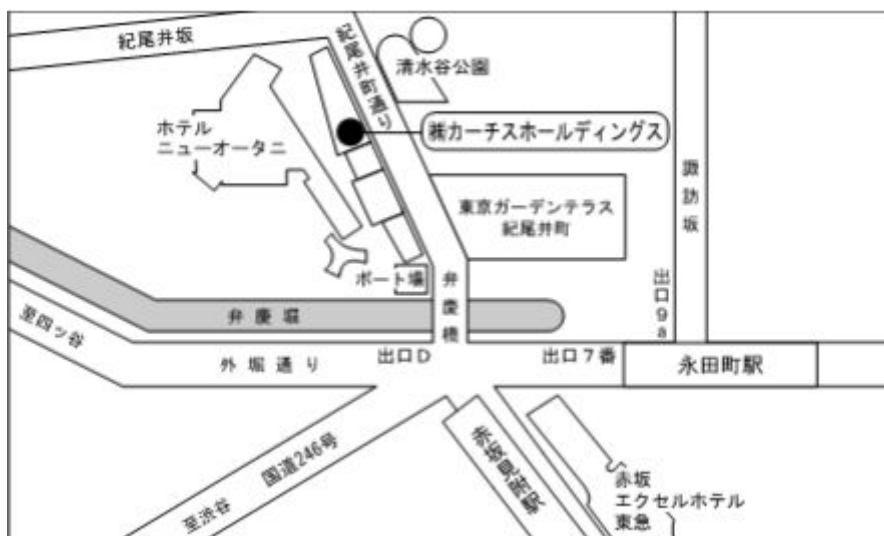 紀尾井坂
紀尾井町通り
清水谷公園
ホテル
ニューオータニ
㈱カーチスホールディングス
諏訪坂
東京ガーデンテラス
紀尾井町
ボート場
弁慶橋
出口9a
弁慶堀
至四ッ谷
外堀通り
出口D
出口7番
永田町駅
国道246号
至渋谷
赤坂見附駅
赤坂
エクセルホテル
東急